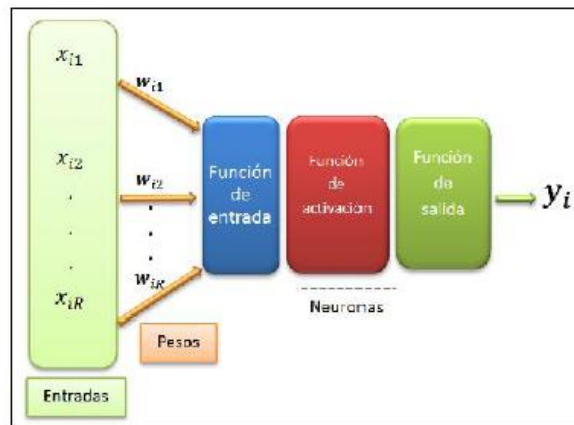 x_{i1}
x_{i2}
.
.
.
x_{iR}
Entradas
w_{i1}
w_{i2}
.
.
.
w_{iR}
Pesos
Función
de
entrada
Función
de
activación
Neuronas
Función
de
salida
y_i